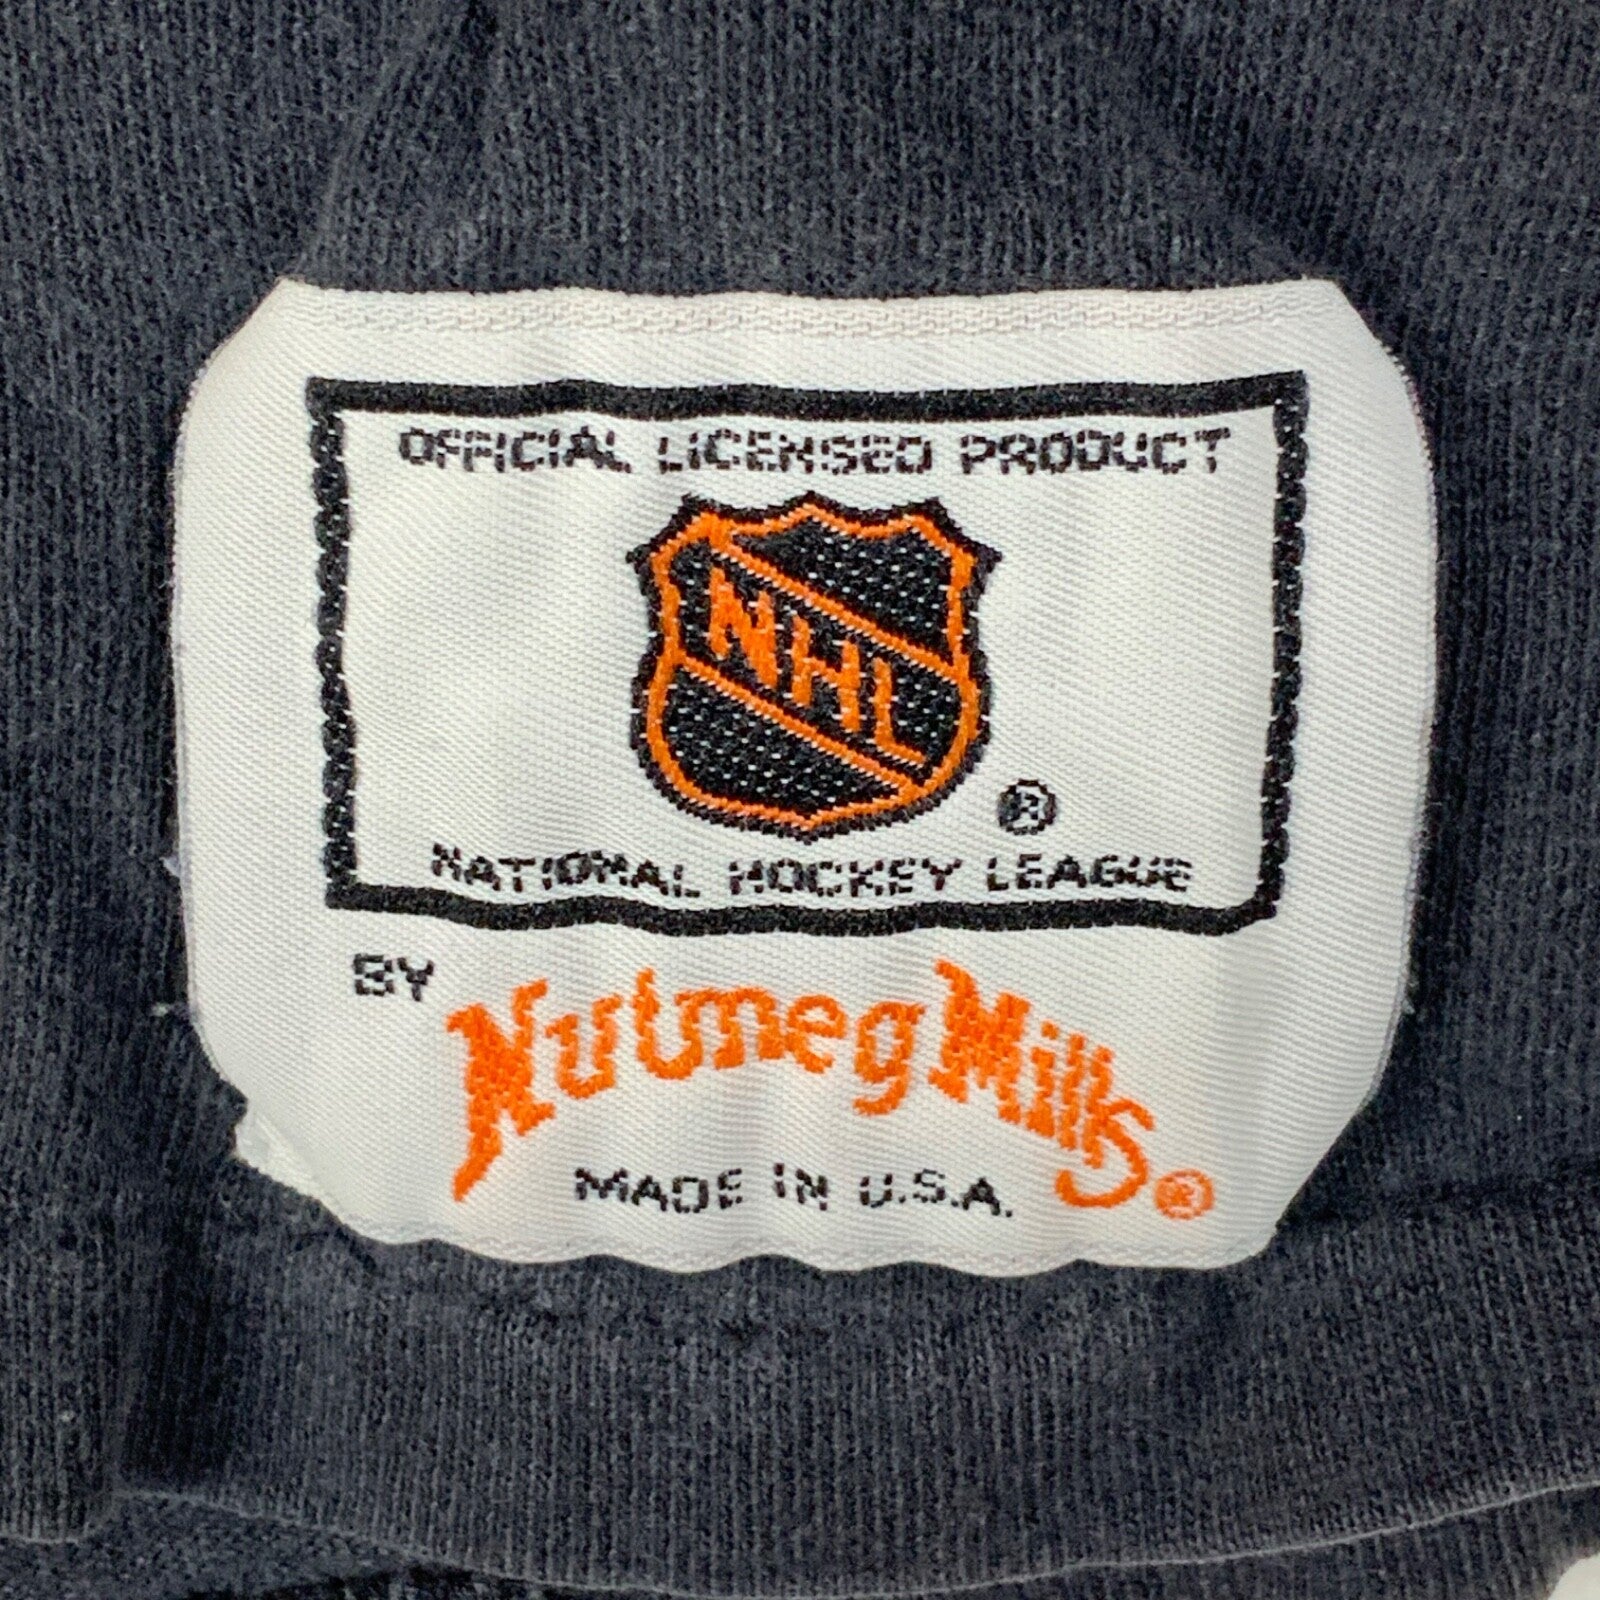 OFFICIAL LICENSED PRODUCT
NHL
®
NATIONAL HOCKEY LEAGUE
BY Nutmeg Mills®
MADE IN U.S.A.